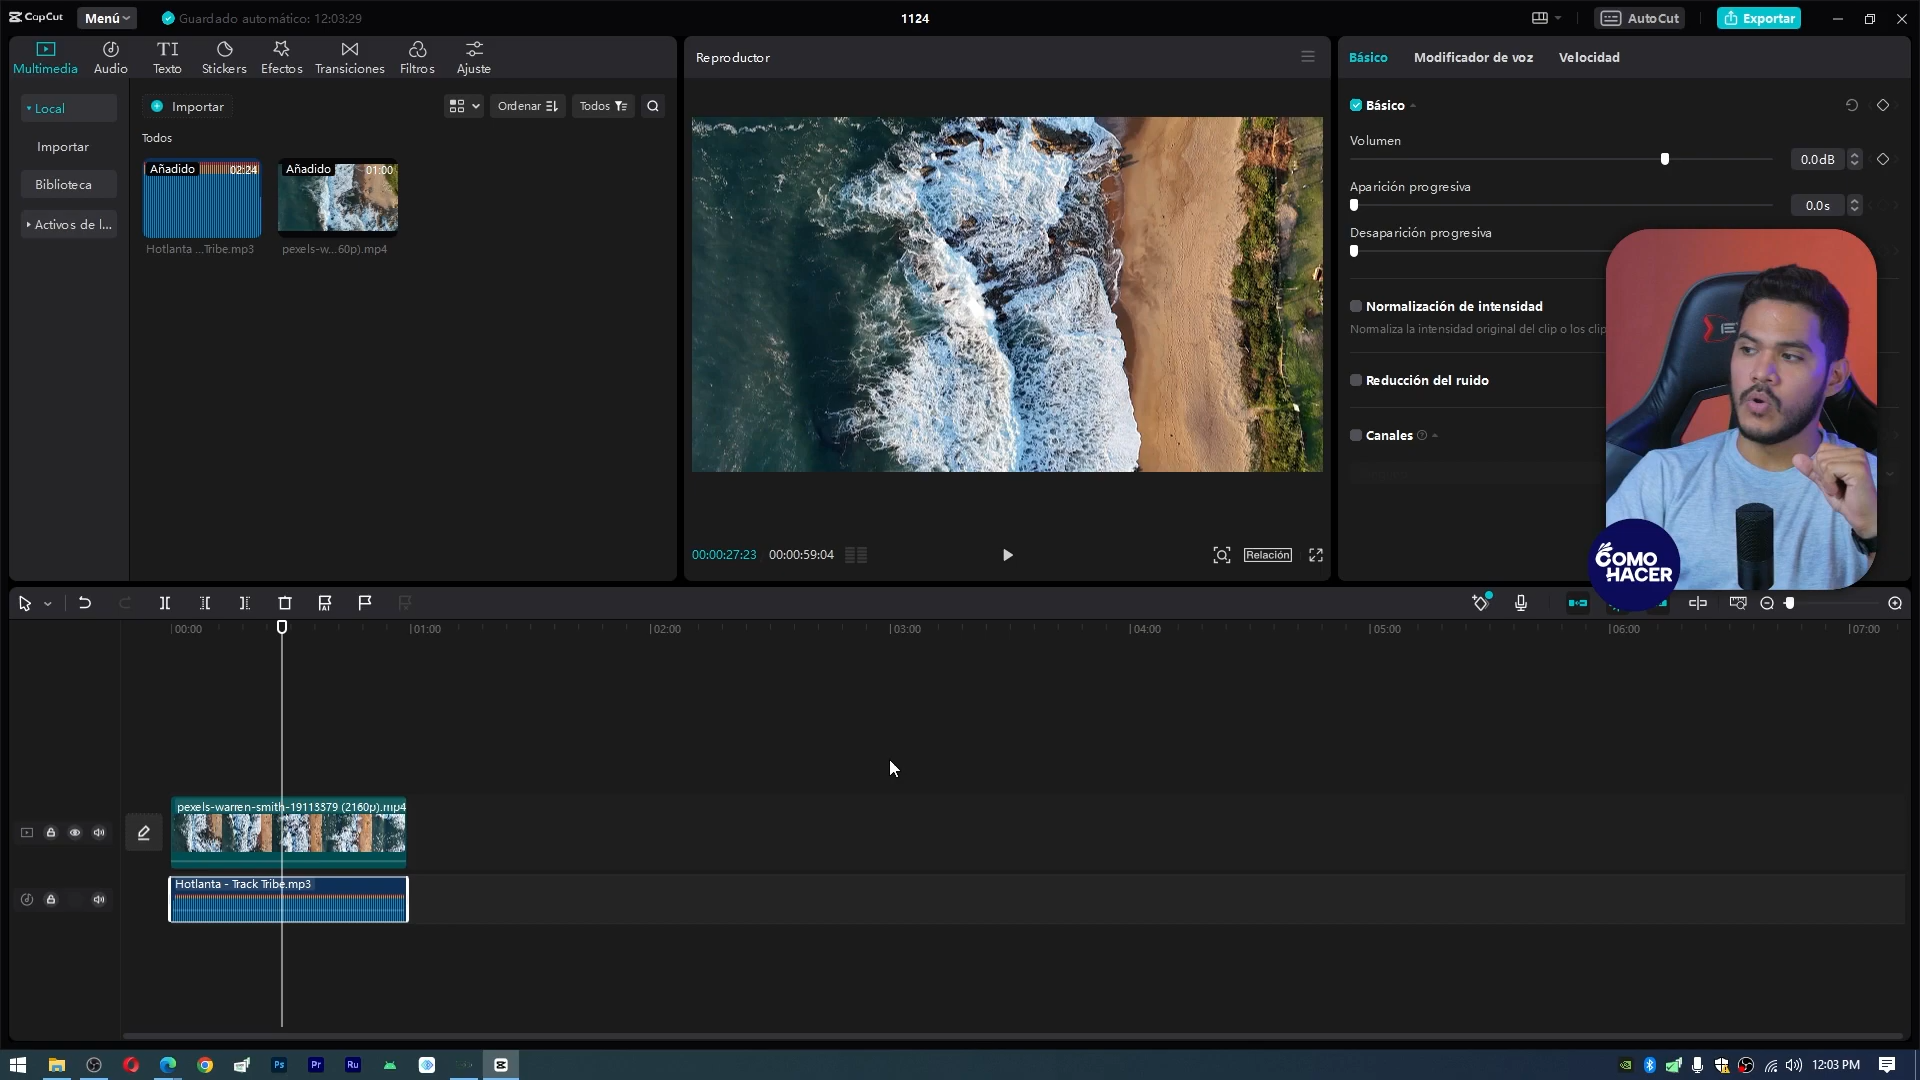 CapCut
Menú
Guardado automático: 12:03:29
1124
AutoCut
Exportar
Multimedia
Audio
TI
Texto
Stickers
Efectos
Transiciones
Filtros
Ajuste
Local
Importar
Biblioteca
Activos de l...
Importar
Ordenar
Todos
Todos
Añadido
02:24
Hotlanta ...Tribe.mp3
Añadido
01:00
pexels-w...60p).mp4
Reproductor
00:00:27:23
00:00:59:04
Relación
Básico
Modificador de voz
Velocidad
Básico
Volumen
0.0dB
Aparición progresiva
0.0s
Desaparición progresiva
Normalización de intensidad
Normaliza la intensidad original del clip o los clip
Reducción del ruido
Canales
COMO
HACER
00:00
01:00
02:00
03:00
04:00
05:00
06:00
07:00
pexels-warren-smith-19113379 (2160p).mp4
Hotlanta - Track Tribe.mp3
Ps
Pr
Ru
12:03 PM